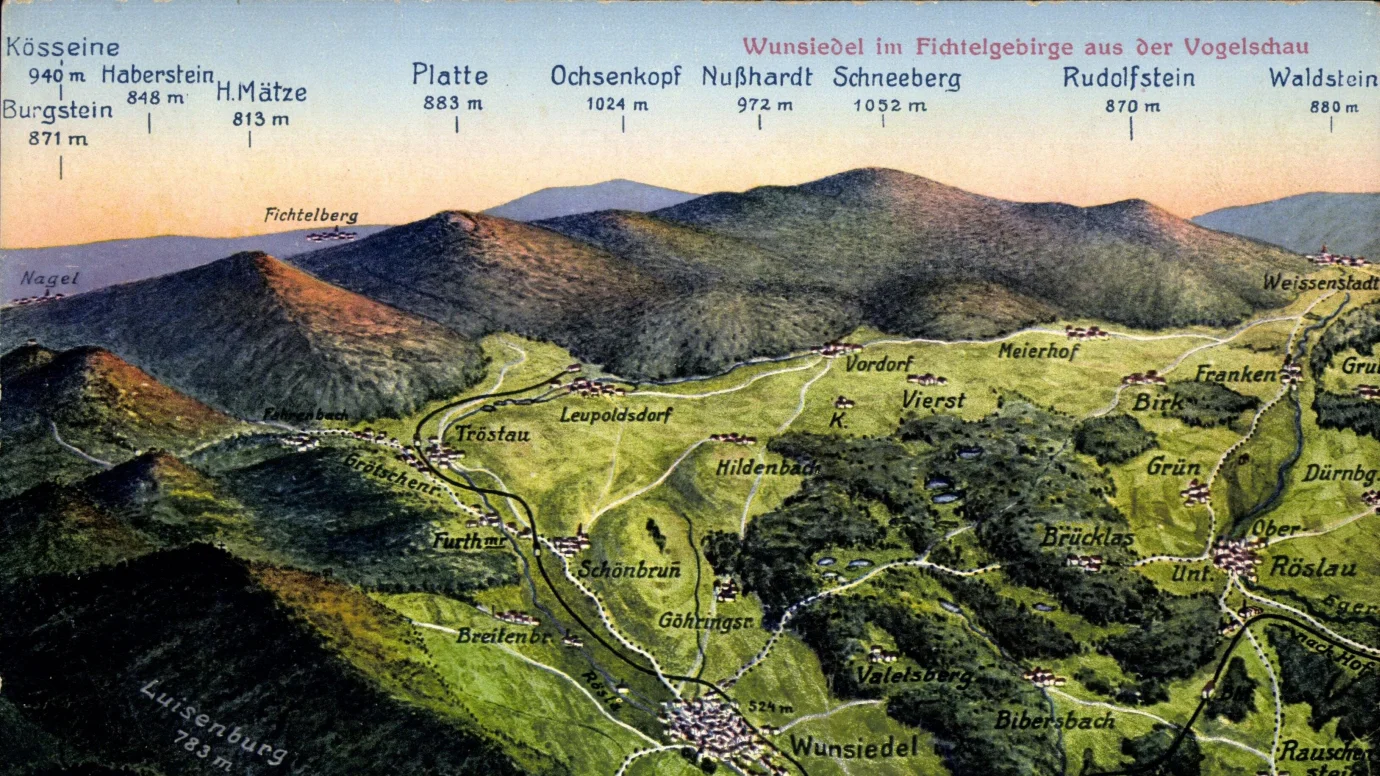 Wunsiedel im Fichtelgebirge aus der Vogelschau
Kösseine
940 m
Burgstein
871 m
Haberstein
848 m
H. Mätze
813 m
Platte
883 m
Ochsenkopf
1024 m
Nußhardt
972 m
Schneeberg
1052 m
Rudolfstein
870 m
Waldstein
880 m
Fichtelberg
Nagel
Weissenstadt
Vordorf
Meierhof
Vierst
K.
Birk
Franken
Gru
Leupoldsdorf
Fahrenbach
Tröstau
Grötschenr.
Hildenbach
Grün
Dürnbg.
Furthmr
Schönbrun̄
Brücklas
Ober
Unt.
Röslau
Eger
nach Hof
Göhringsr.
Breitenbr.
Rösla
Valetsberg
Bibersbach
Luisenburg
783 m
524 m
Wunsiedel
Rauschen